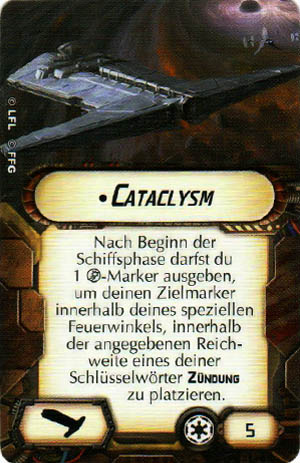 © LFL © FFG
• CATACLYSM
Nach Beginn der
Schiffsphase darfst du
1 -Marker ausgeben,
um deinen Zielmarker
innerhalb deines speziellen
Feuerwinkels, innerhalb
der angegebenen Reich-
weite eines deiner
Schlüsselwörter ZÜNDUNG
zu platzieren.
5